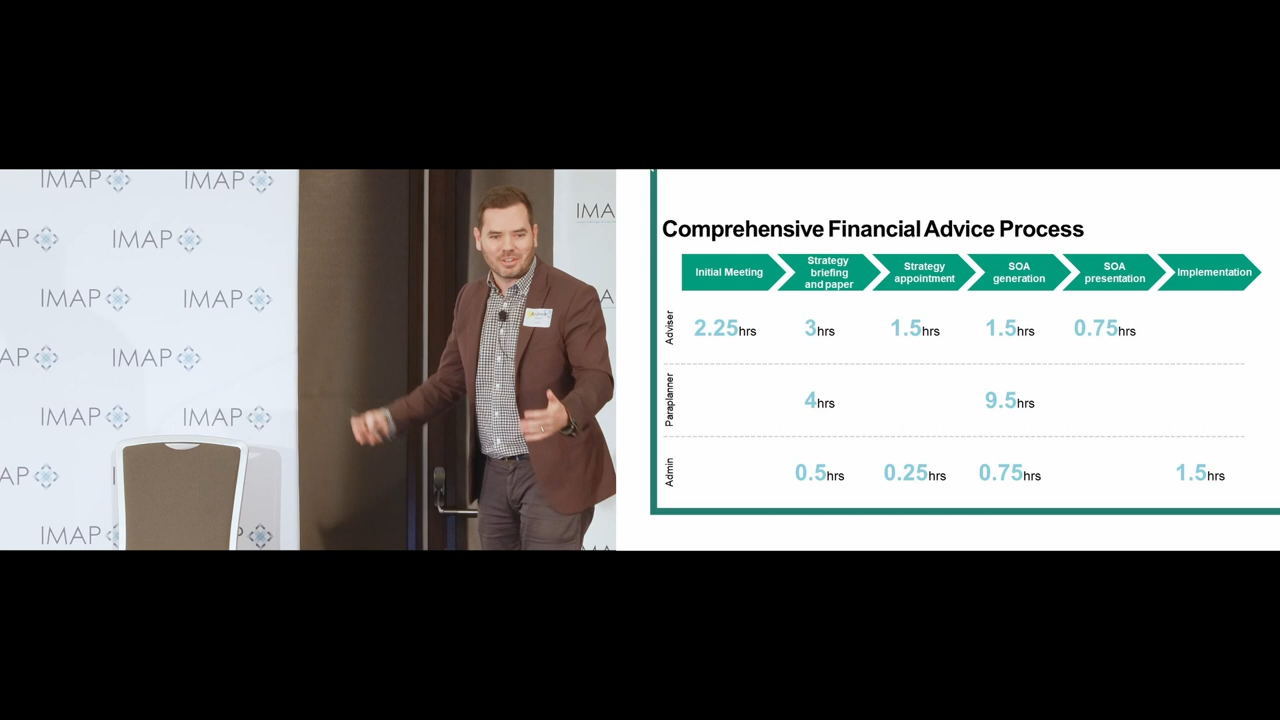 IMAP IMAP
AP IMAP
IMAP IMAP
AP IMAP
IMAP IMAP
AP
IMAP
IMA
Comprehensive Financial Advice Process
Initial Meeting
Strategy
briefing
and paper
Strategy
appointment
SOA
generation
SOA
presentation
Implementation
Adviser
2.25hrs 3hrs 1.5hrs 1.5hrs 0.75hrs
Paraplanner
4hrs 9.5hrs
Admin
0.5hrs 0.25hrs 0.75hrs 1.5hrs